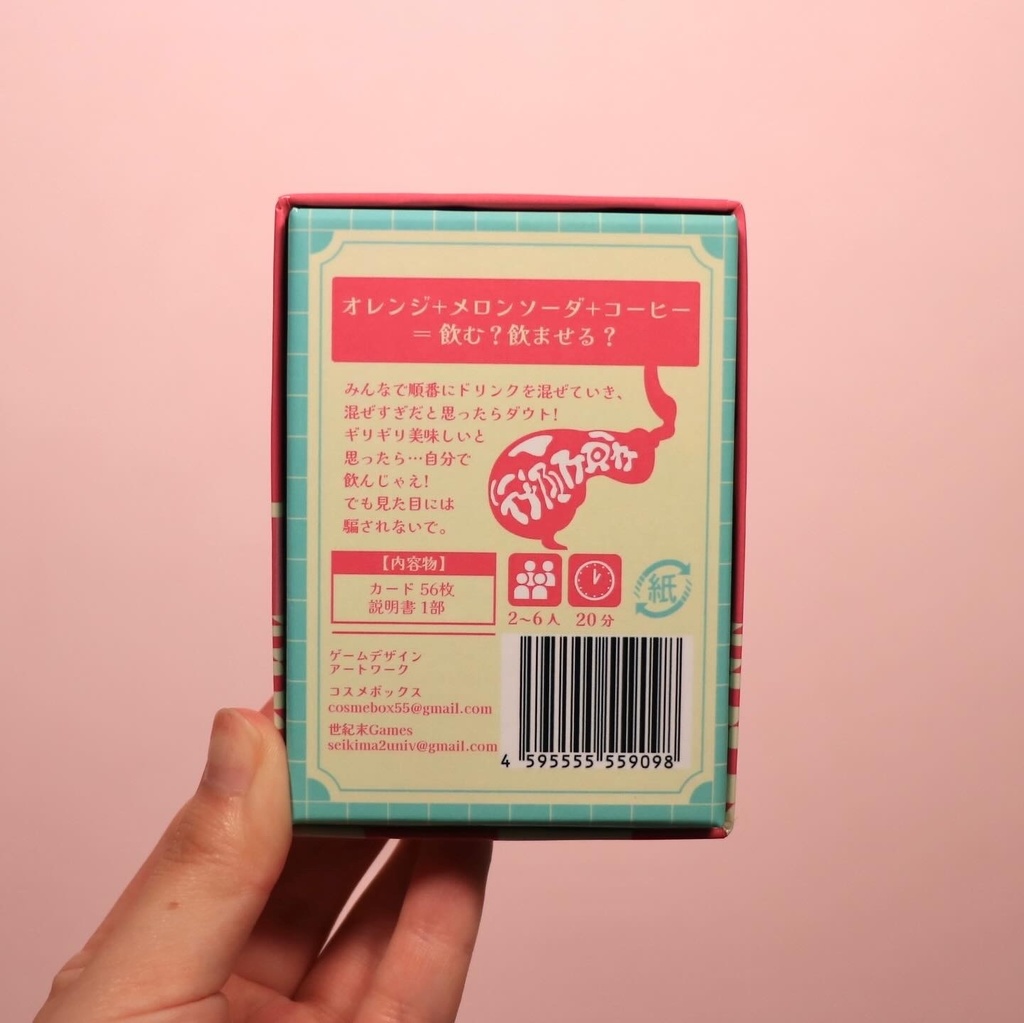 オレンジ+メロンソーダ+コーヒー
=飲む?飲ませる?
みんなで順番にドリンクを混ぜていき、
混ぜすぎだと思ったらダウト!
ギリギリ美味しいと
思ったら…自分で
飲んじゃえ!
でも見た目には
騙されないで。
【内容物】
カード 56枚
説明書 1部
2~6人 20分
紙
ゲームデザイン
アートワーク
コスメボックス
cosmebox55@gmail.com
世紀末Games
seikima2univ@gmail.com
4 595555 559098